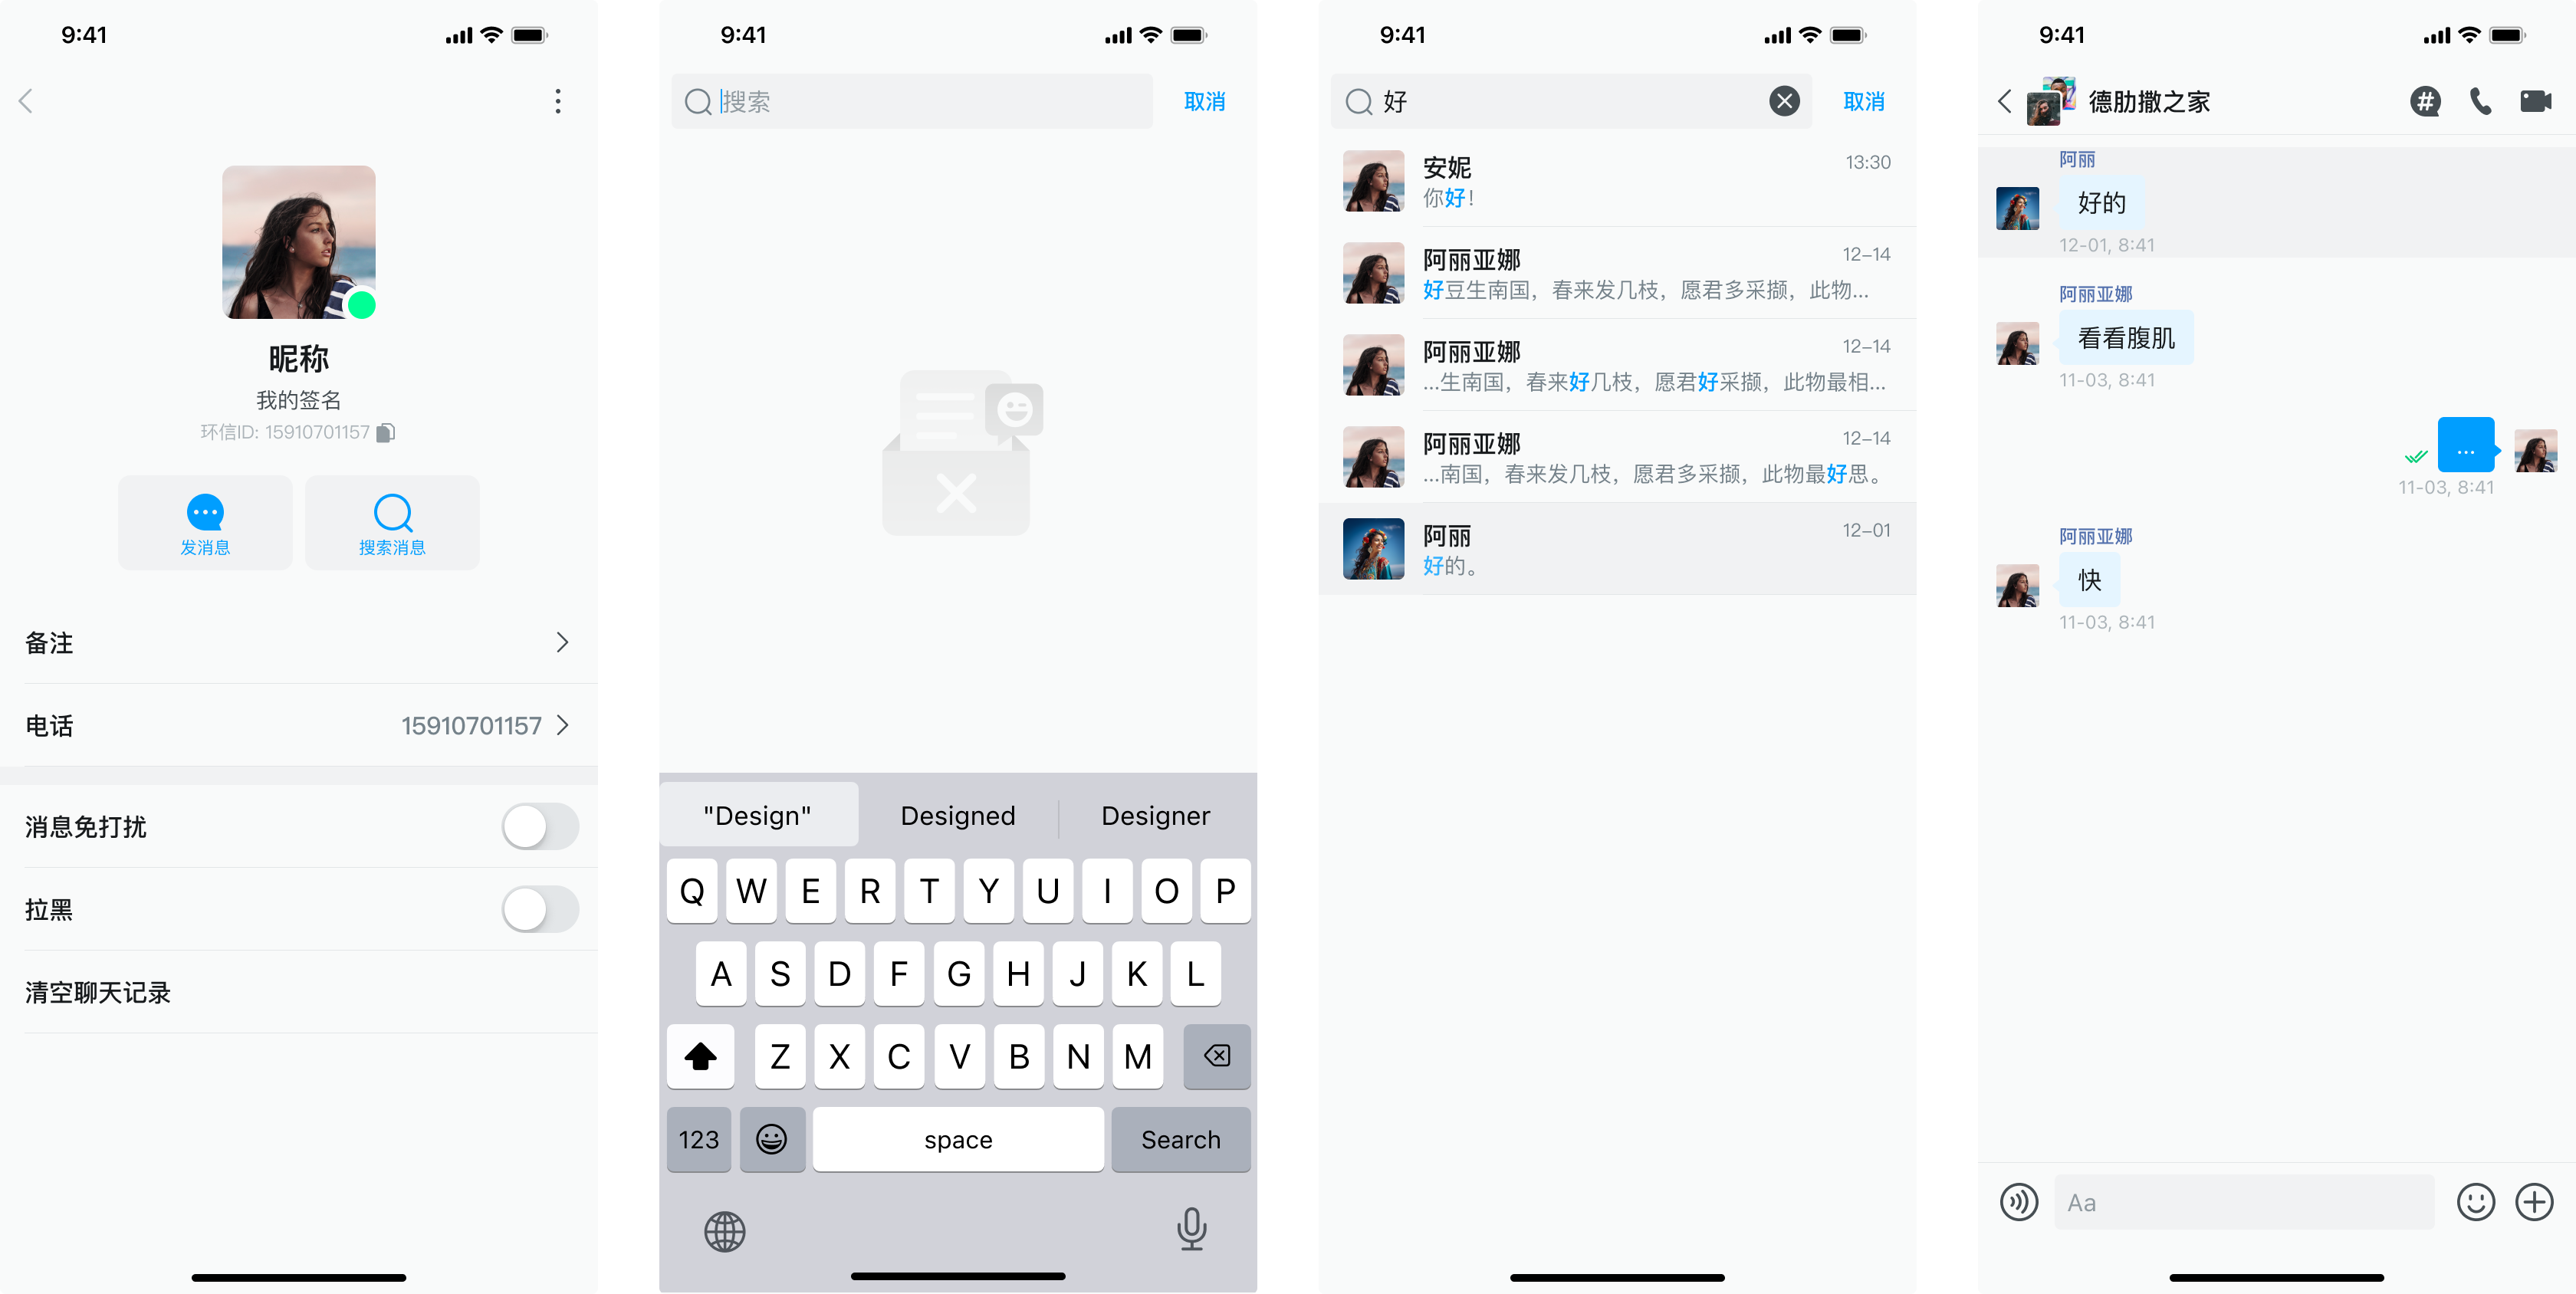 9:41
昵称
我的签名
环信ID: 15910701157
发消息
搜索消息
备注
电话 15910701157
消息免打扰
拉黑
清空聊天记录
9:41
搜索 取消
"Design" Designed Designer
Q W E R T Y U I O P
A S D F G H J K L
Z X C V B N M
123 space Search
9:41
好 取消
安妮 13:30
你好！
阿丽亚娜 12-14
好豆生南国，春来发几枝，愿君多采撷，此物...
阿丽亚娜 12-14
...生南国，春来好几枝，愿君好采撷，此物最相...
阿丽亚娜 12-14
...南国，春来发几枝，愿君多采撷，此物最好思。
阿丽 12-01
好的。
9:41
德肋撒之家 #
阿丽
好的
12-01, 8:41
阿丽亚娜
看看腹肌
11-03, 8:41
...
11-03, 8:41
阿丽亚娜
快
11-03, 8:41
Aa